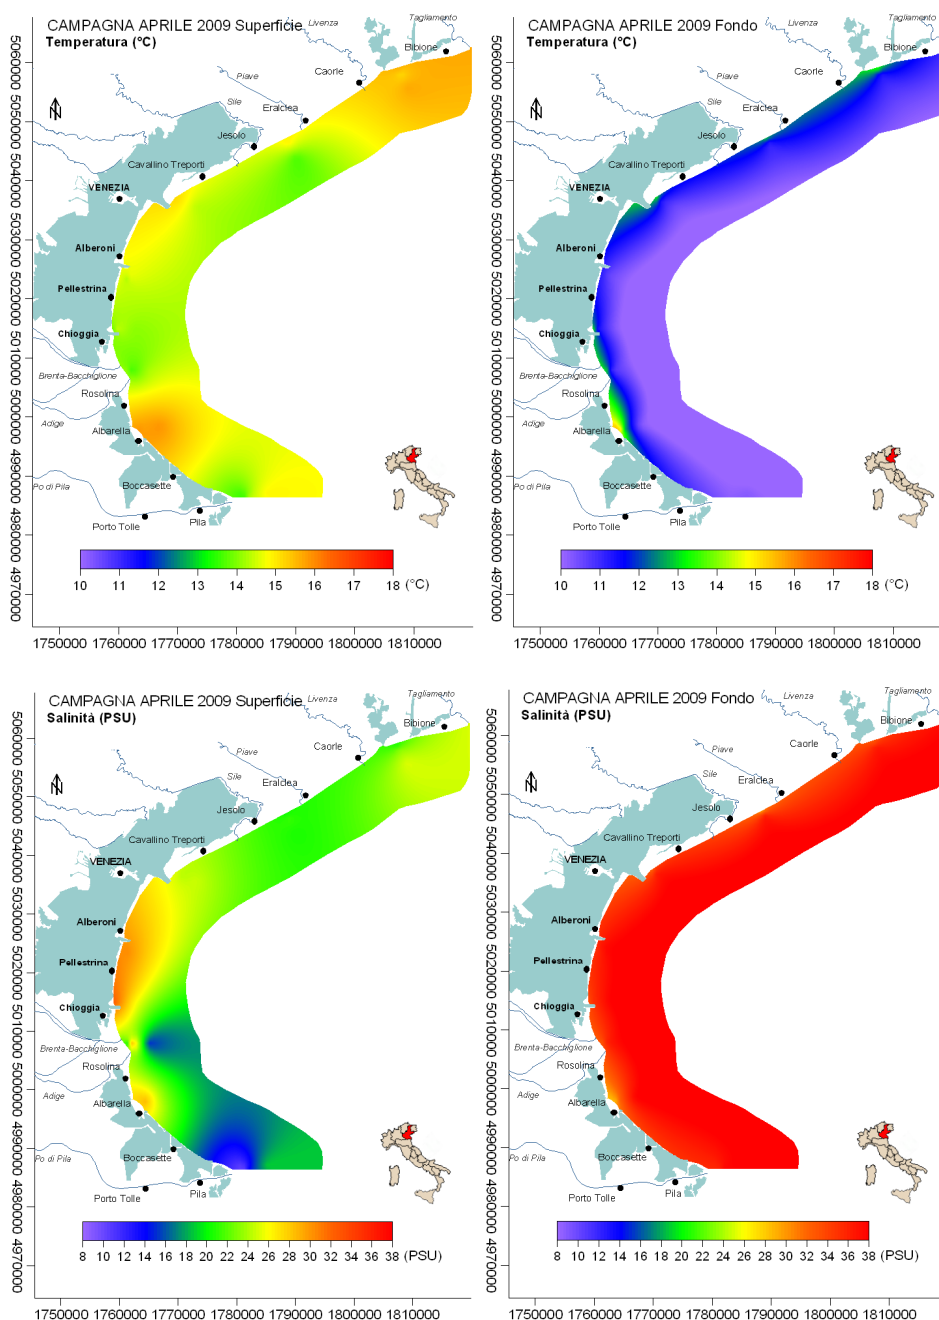 CAMPAGNA APRILE 2009 Superficie
Temperatura (°C)
Livenza
Tagliamento
Bibione
Caorle
Piave
Eraclea
Sile
Jesolo
Cavallino Treporti
VENEZIA
Alberoni
Pellestrina
Chioggia
Brenta-Bacchiglione
Rosolina
Adige
Albarella
Boccasette
Po di Pila
Porto Tolle
Pila
N
5060000
5050000
5040000
5030000
5020000
5010000
5000000
4990000
4980000
4970000
10 11 12 13 14 15 16 17 18 (°C)
1750000 1760000 1770000 1780000 1790000 1800000 1810000
CAMPAGNA APRILE 2009 Fondo
Temperatura (°C)
Livenza
Tagliamento
Bibione
Caorle
Piave
Eraclea
Sile
Jesolo
Cavallino Treporti
VENEZIA
Alberoni
Pellestrina
Chioggia
Brenta-Bacchiglione
Rosolina
Adige
Albarella
Boccasette
Po di Pila
Porto Tolle
Pila
N
5060000
5050000
5040000
5030000
5020000
5010000
5000000
4990000
4980000
4970000
10 11 12 13 14 15 16 17 18 (°C)
1750000 1760000 1770000 1780000 1790000 1800000 1810000
CAMPAGNA APRILE 2009 Superficie
Salinità (PSU)
Livenza
Tagliamento
Bibione
Caorle
Piave
Eraclea
Sile
Jesolo
Cavallino Treporti
VENEZIA
Alberoni
Pellestrina
Chioggia
Brenta-Bacchiglione
Rosolina
Adige
Albarella
Boccasette
Po di Pila
Porto Tolle
Pila
N
5060000
5050000
5040000
5030000
5020000
5010000
5000000
4990000
4980000
4970000
8 10 12 14 16 18 20 22 24 26 28 30 32 34 36 38 (PSU)
1750000 1760000 1770000 1780000 1790000 1800000 1810000
CAMPAGNA APRILE 2009 Fondo
Salinità (PSU)
Livenza
Tagliamento
Bibione
Caorle
Piave
Eraclea
Sile
Jesolo
Cavallino Treporti
VENEZIA
Alberoni
Pellestrina
Chioggia
Brenta-Bacchiglione
Rosolina
Adige
Albarella
Boccasette
Po di Pila
Porto Tolle
Pila
N
5060000
5050000
5040000
5030000
5020000
5010000
5000000
4990000
4980000
4970000
8 10 12 14 16 18 20 22 24 26 28 30 32 34 36 38 (PSU)
1750000 1760000 1770000 1780000 1790000 1800000 1810000